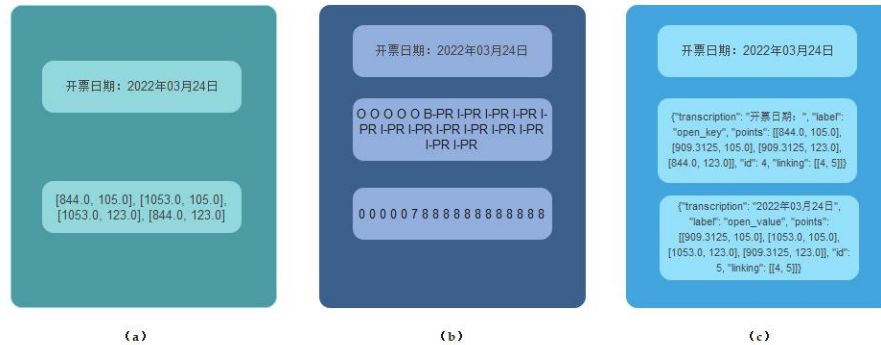 开票日期：2022年03月24日
[844.0, 105.0], [1053.0, 105.0],
[1053.0, 123.0], [844.0, 123.0]
(a)
开票日期：2022年03月24日
O O O O O B-PR I-PR I-PR I-PR I-
PR I-PR I-PR I-PR I-PR I-PR I-PR
I-PR I-PR
0 0 0 0 0 7 8 8 8 8 8 8 8 8 8 8 8 8
(b)
开票日期：2022年03月24日
{"transcription": "开票日期：", "label":
"open_key", "points": [[844.0, 105.0],
[909.3125, 105.0], [909.3125, 123.0],
[844.0, 123.0]], "id": 4, "linking": [[4, 5]]}
{"transcription": "2022年03月24日",
"label": "open_value", "points":
[[909.3125, 105.0], [1053.0, 105.0],
[1053.0, 123.0], [909.3125, 123.0]], "id":
5, "linking": [[4, 5]]}
(c)